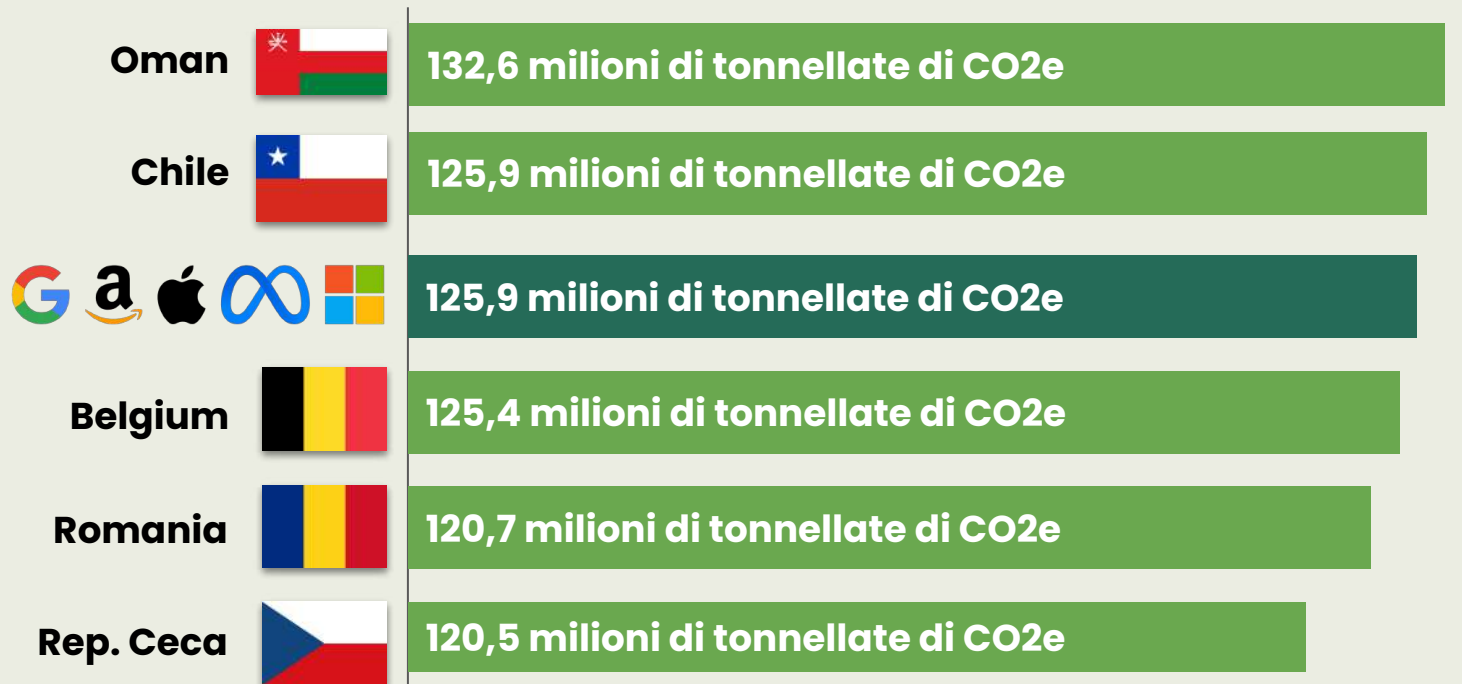 Oman 132,6 milioni di tonnellate di CO2e
Chile 125,9 milioni di tonnellate di CO2e
125,9 milioni di tonnellate di CO2e
Belgium 125,4 milioni di tonnellate di CO2e
Romania 120,7 milioni di tonnellate di CO2e
Rep. Ceca 120,5 milioni di tonnellate di CO2e